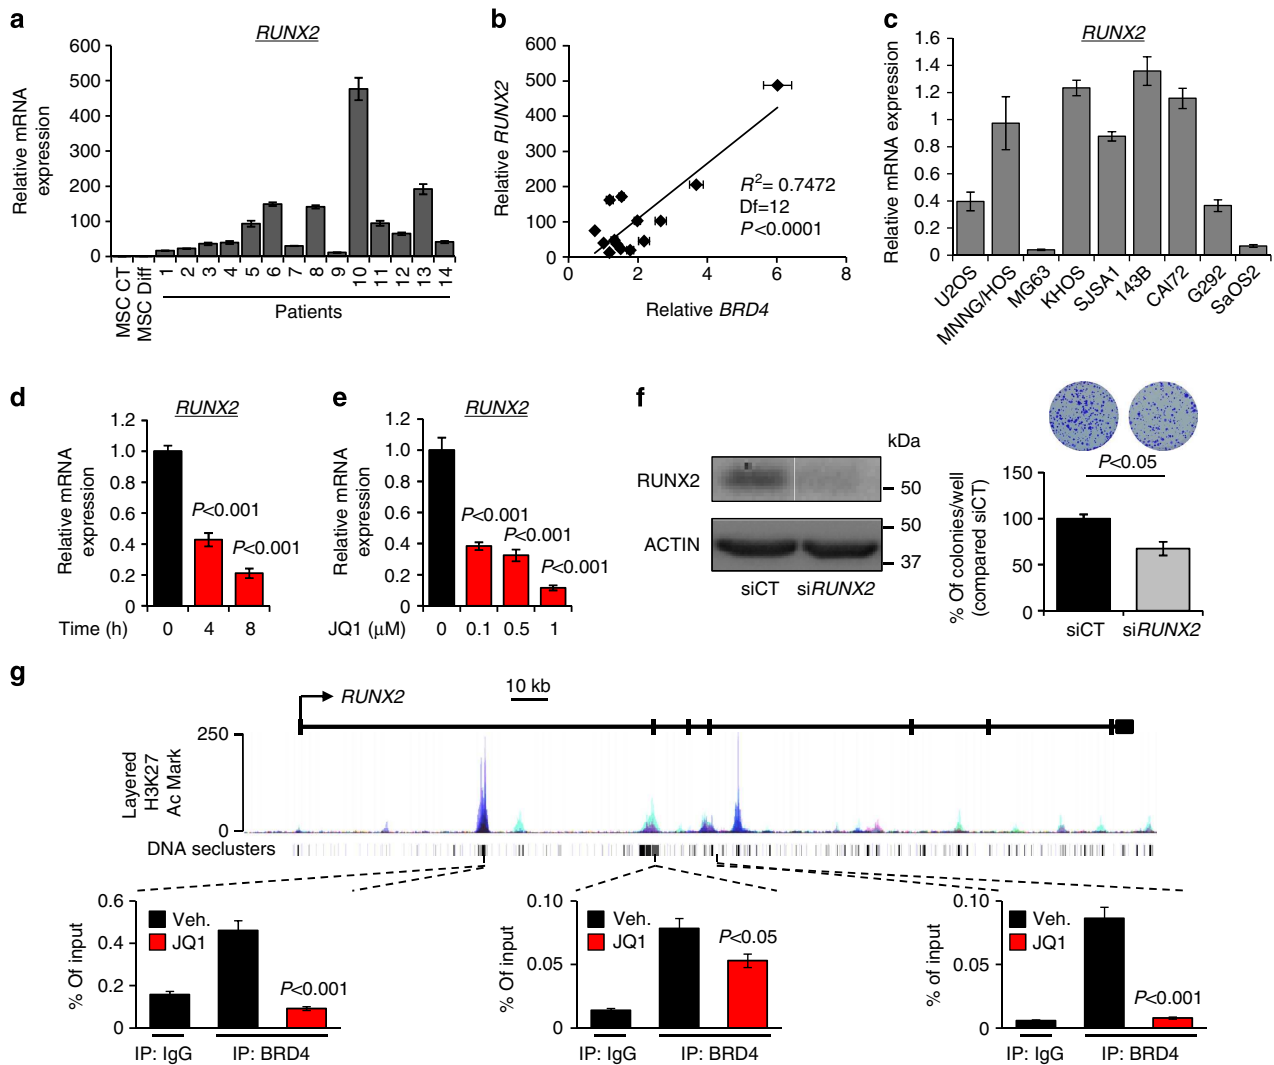 a
RUNX2
Relative mRNA
expression
600
500
400
300
200
100
0
MSC CT
MSC Diff
1 2 3 4 5 6 7 8 9 10 11 12 13 14
Patients
b
Relative RUNX2
600
500
400
300
200
100
0
R2= 0.7472
Df=12
P<0.0001
0 2 4 6 8
Relative BRD4
c
RUNX2
Relative mRNA expression
1.6
1.4
1.2
1
0.8
0.6
0.4
0.2
0
U2OS
MNNG/HOS
MG63
KHOS
SJSA1
143B
CAl72
G292
SaOS2
d
RUNX2
Relative mRNA
expression
1.2
1.0
0.8
0.6
0.4
0.2
0
P<0.001
P<0.001
Time (h) 0 4 8
e
RUNX2
Relative mRNA
expression
1.2
1.0
0.8
0.6
0.4
0.2
0
P<0.001
P<0.001
P<0.001
JQ1 (μM) 0 0.1 0.5 1
f
kDa
RUNX2
50
ACTIN
50
37
siCT siRUNX2
% Of colonies/well
(compared siCT)
150
100
50
0
P<0.05
siCT siRUNX2
g
RUNX2
10 kb
Layered
H3K27
Ac Mark
250
0
DNA seclusters
% Of input
0.6
0.4
0.2
0
Veh.
JQ1
P<0.001
IP: IgG IP: BRD4
% Of input
0.10
0.05
0
Veh.
JQ1
P<0.05
IP: IgG IP: BRD4
% of input
0.10
0.05
0
Veh.
JQ1
P<0.001
IP: IgG IP: BRD4